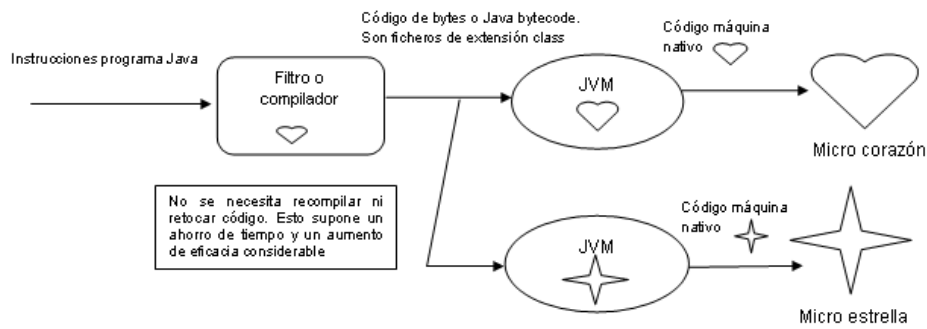 Código de bytes o Java bytecode.
Son ficheros de extensión class
Código máquina
nativo
Instrucciones programa Java
Filtro o
compilador
JVM
Micro corazón
No se necesita recompilar ni
retocar código. Esto supone un
ahorro de tiempo y un aumento
de eficacia considerable
Código máquina
nativo
JVM
Micro estrella